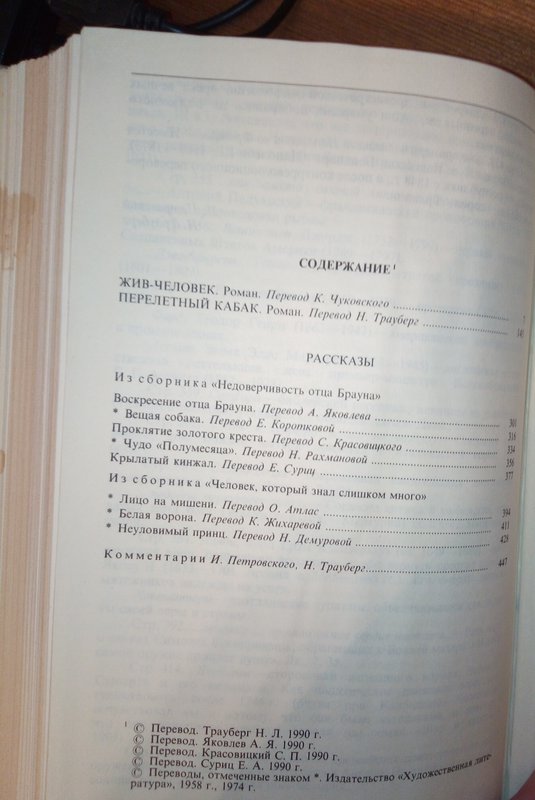 СОДЕРЖАНИЕ¹
ЖИВ-ЧЕЛОВЕК. Роман. Перевод К. Чуковского ........ 7
ПЕРЕЛЕТНЫЙ КАБАК. Роман. Перевод Н. Трауберг ........
РАССКАЗЫ
Из сборника «Недоверчивость отца Брауна»
Воскресение отца Брауна. Перевод А. Яковлева ........ 301
* Вещая собака. Перевод Е. Коротковой ........ 316
Проклятие золотого креста. Перевод С. Красовицкого ........ 334
* Чудо «Полумесяца». Перевод Н. Рахмановой ........ 356
Крылатый кинжал. Перевод Е. Суриц ........ 377
Из сборника «Человек, который знал слишком много»
* Лицо на мишени. Перевод О. Атлас ........ 394
* Белая ворона. Перевод К. Жихаревой ........ 411
* Неуловимый принц. Перевод Н. Демуровой ........ 428
Комментарии И. Петровского, Н. Трауберг ........ 447
¹ © Перевод. Трауберг Н. Л. 1990 г.
© Перевод. Яковлев А. Я. 1990 г.
© Перевод. Красовицкий С. П. 1990 г.
© Перевод. Суриц Е. А. 1990 г.
© Переводы, отмеченные знаком *. Издательство «Художественная лите-
ратура», 1958 г., 1974 г.